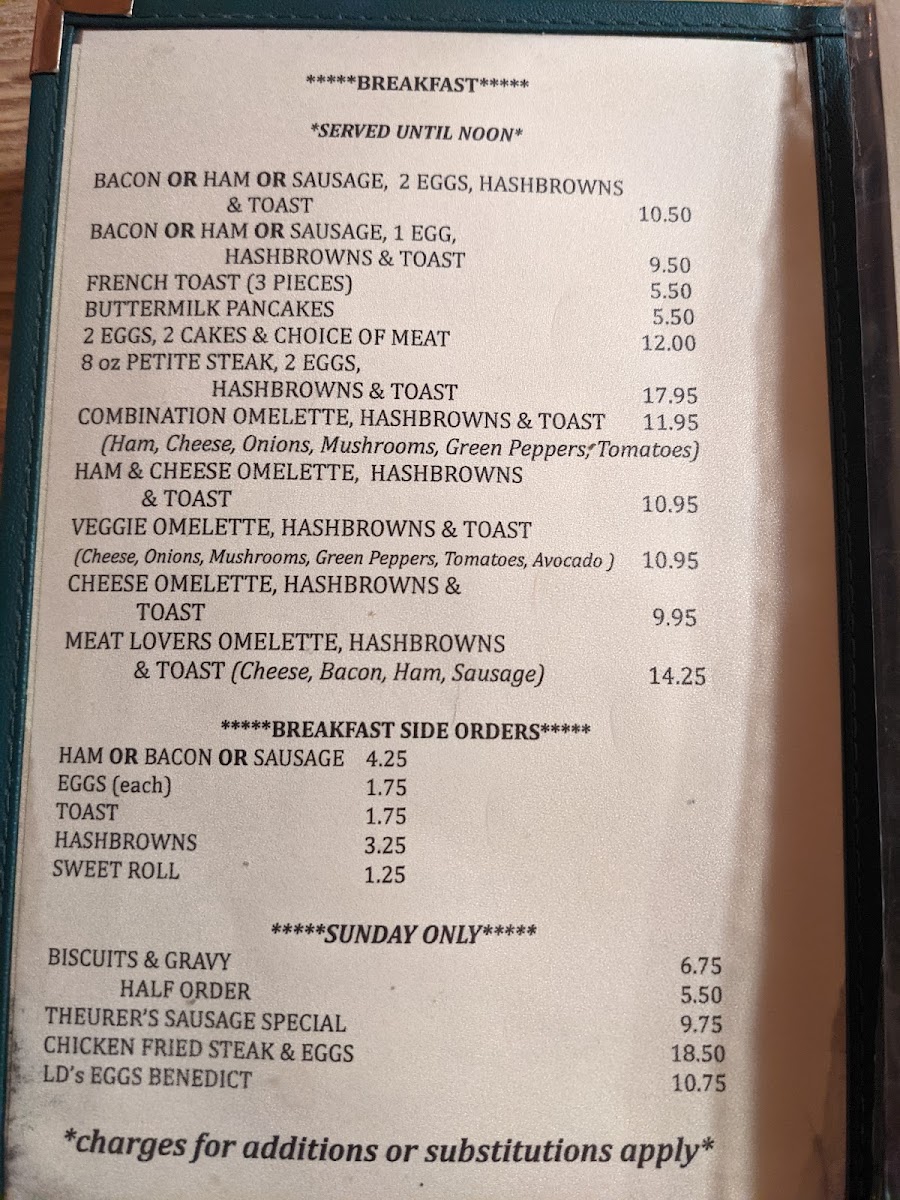 *****BREAKFAST*****
*SERVED UNTIL NOON*
BACON OR HAM OR SAUSAGE, 2 EGGS, HASHBROWNS
& TOAST 10.50
BACON OR HAM OR SAUSAGE, 1 EGG,
HASHBROWNS & TOAST 9.50
FRENCH TOAST (3 PIECES) 5.50
BUTTERMILK PANCAKES 5.50
2 EGGS, 2 CAKES & CHOICE OF MEAT 12.00
8 oz PETITE STEAK, 2 EGGS,
HASHBROWNS & TOAST 17.95
COMBINATION OMELETTE, HASHBROWNS & TOAST 11.95
(Ham, Cheese, Onions, Mushrooms, Green Peppers, Tomatoes)
HAM & CHEESE OMELETTE, HASHBROWNS
& TOAST 10.95
VEGGIE OMELETTE, HASHBROWNS & TOAST
(Cheese, Onions, Mushrooms, Green Peppers, Tomatoes, Avocado ) 10.95
CHEESE OMELETTE, HASHBROWNS &
TOAST 9.95
MEAT LOVERS OMELETTE, HASHBROWNS
& TOAST (Cheese, Bacon, Ham, Sausage) 14.25
*****BREAKFAST SIDE ORDERS*****
HAM OR BACON OR SAUSAGE 4.25
EGGS (each) 1.75
TOAST 1.75
HASHBROWNS 3.25
SWEET ROLL 1.25
*****SUNDAY ONLY*****
BISCUITS & GRAVY 6.75
HALF ORDER 5.50
THEURER'S SAUSAGE SPECIAL 9.75
CHICKEN FRIED STEAK & EGGS 18.50
LD's EGGS BENEDICT 10.75
*charges for additions or substitutions apply*